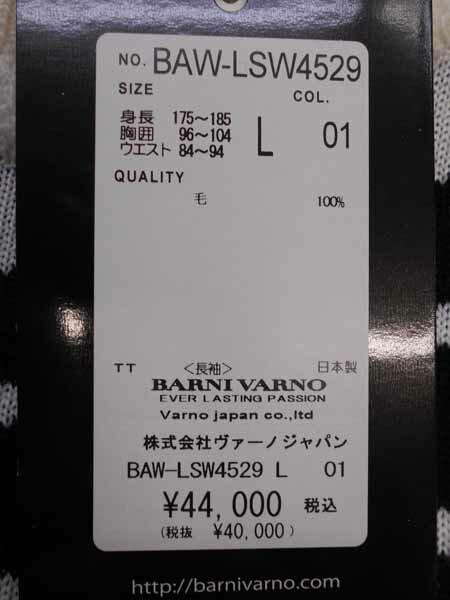 NO. BAW-LSW4529
SIZE COL.
身長 175～185
胸囲 96～104
ウエスト 84～94
L 01
QUALITY
毛 100%
TT <長袖> 日本製
BARNI VARNO
EVER LASTING PASSION
Varno japan co.,ltd
株式会社ヴァーノジャパン
BAW-LSW4529 L 01
¥44,000 税込
(税抜 ¥40,000)
http://barnivarno.com